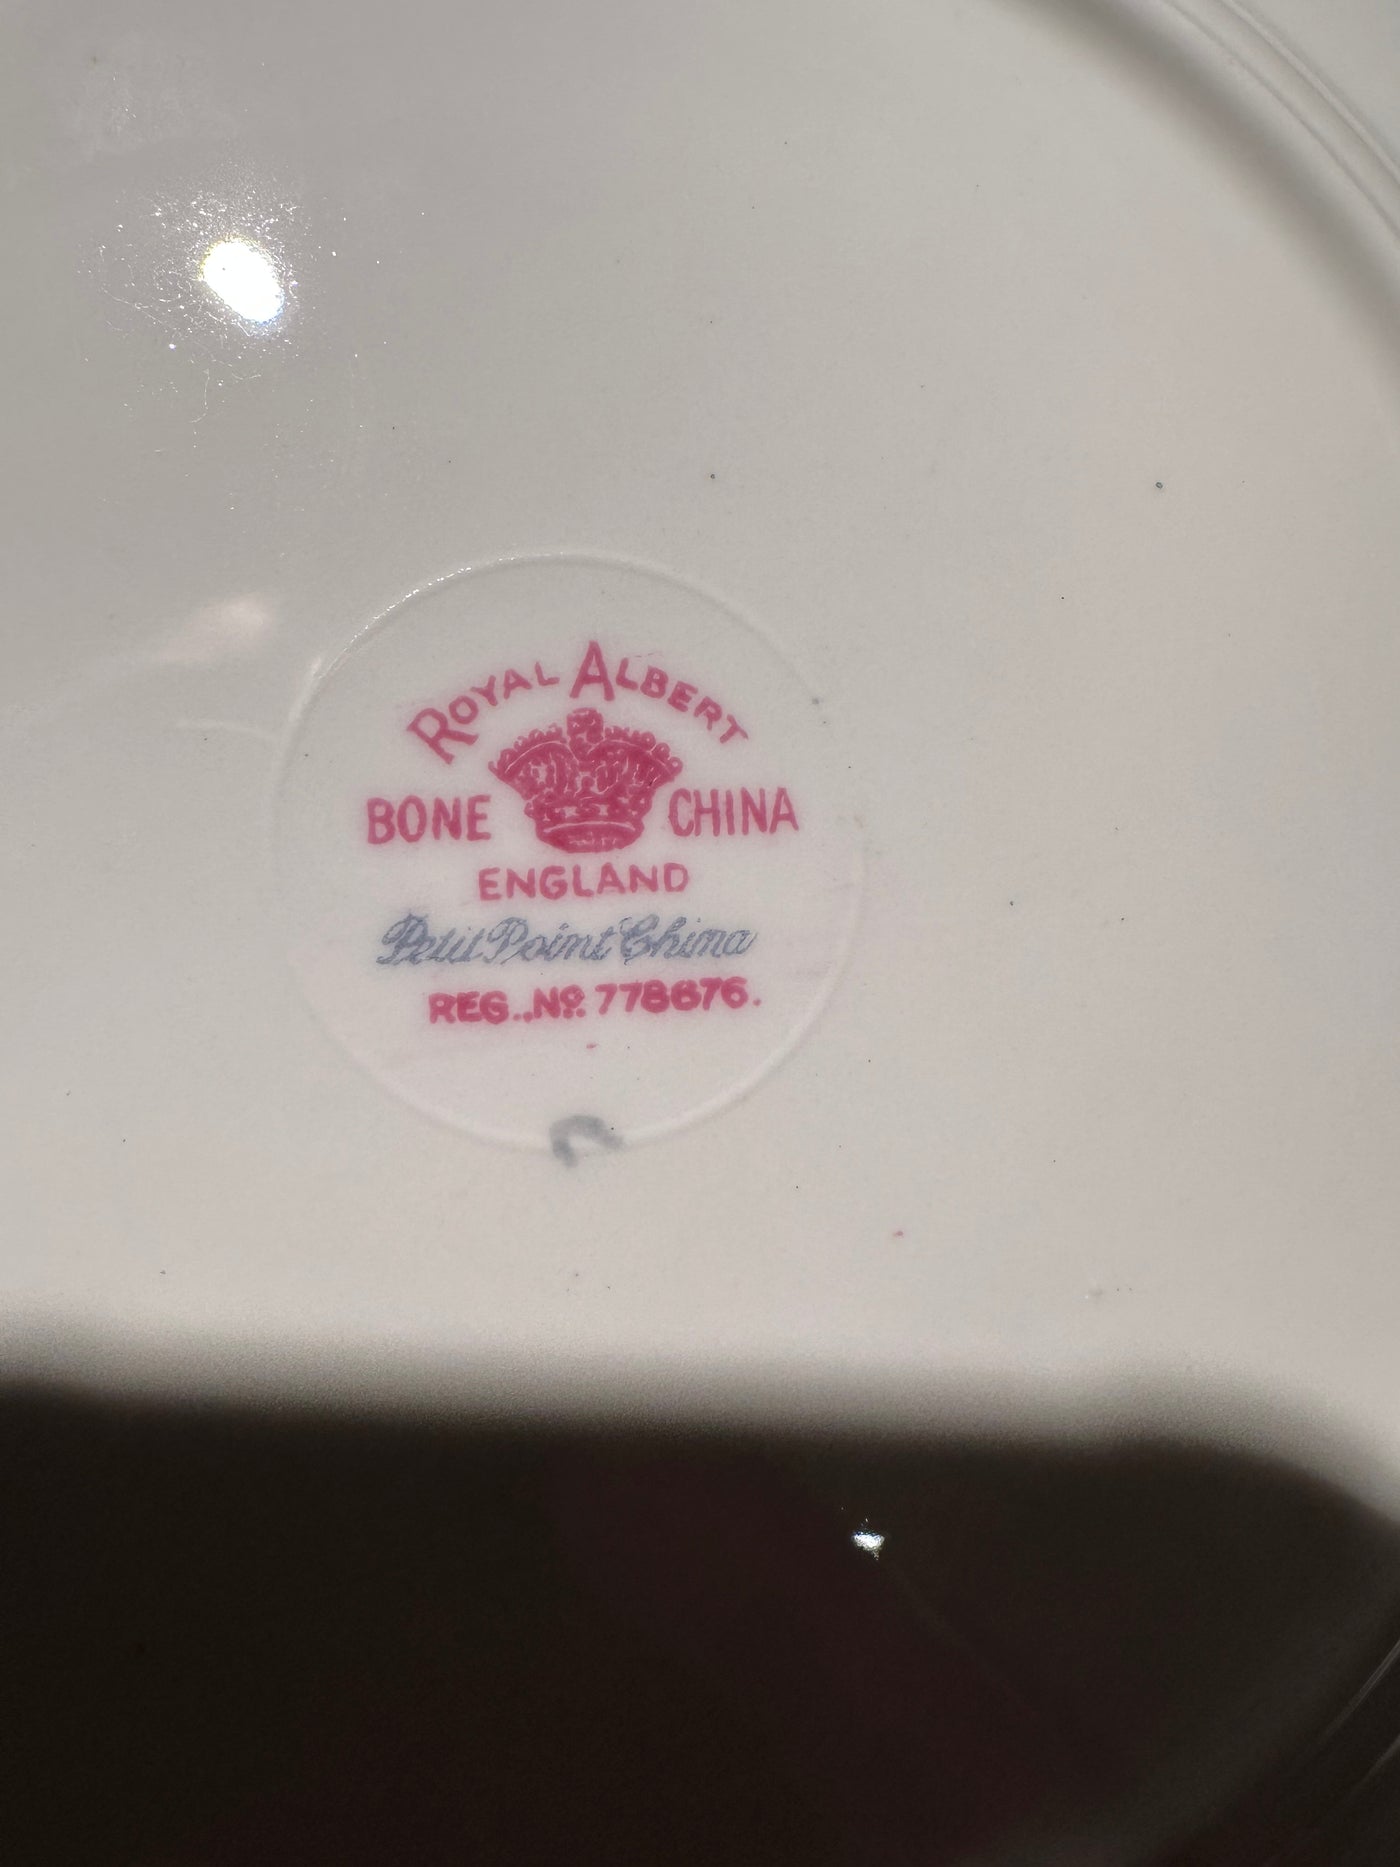 ROYAL ALBERT
BONE CHINA
ENGLAND
Petit Point China
REG..Nº. 778676.